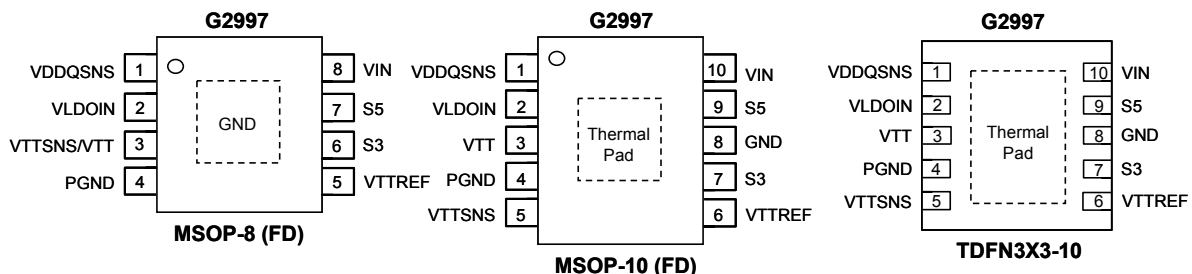 G2997
VDDQSNS 1
8 VIN
VLDOIN 2
7 S5
VTTSNS/VTT 3
6 S3
PGND 4
5 VTTREF
GND
MSOP-8 (FD)
G2997
VDDQSNS 1
10 VIN
VLDOIN 2
9 S5
VTT 3
8 GND
PGND 4
7 S3
VTTSNS 5
6 VTTREF
Thermal
Pad
MSOP-10 (FD)
G2997
VDDQSNS 1
10 VIN
VLDOIN 2
9 S5
VTT 3
8 GND
PGND 4
7 S3
VTTSNS 5
6 VTTREF
Thermal
Pad
TDFN3X3-10